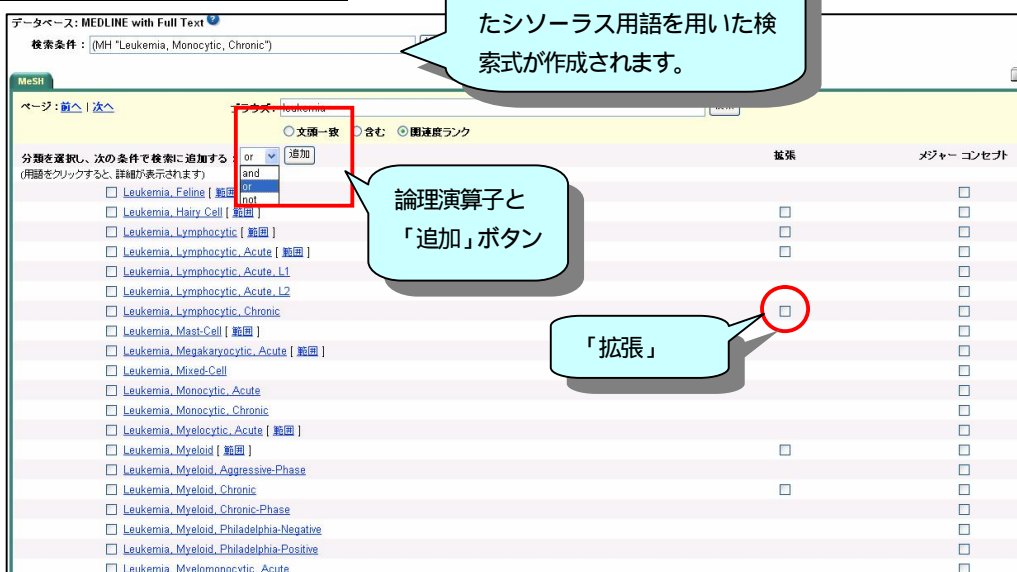 データベース: MEDLINE with Full Text
たシソーラス用語を用いた検
索式が作成されます。
検索条件 : (MH "Leukemia, Monocytic, Chronic")
MeSH
ページ : 前へ | 次へ
ブラウズ: leukemia 検索
文頭一致 含む 関連度ランク
分類を選択し、次の条件で検索に追加する : or 追加 拡張 メジャー コンセプト
(用語をクリックすると、詳細が表示されます)
and
or
not
論理演算子と
「追加」ボタン
「拡張」
Leukemia, Feline [ 範囲
Leukemia, Hairy Cell [ 範囲 ]
Leukemia, Lymphocytic [ 範囲 ]
Leukemia, Lymphocytic, Acute [ 範囲 ]
Leukemia, Lymphocytic, Acute, L1
Leukemia, Lymphocytic, Acute, L2
Leukemia, Lymphocytic, Chronic
Leukemia, Mast-Cell [ 範囲 ]
Leukemia, Megakaryocytic, Acute [ 範囲 ]
Leukemia, Mixed-Cell
Leukemia, Monocytic, Acute
Leukemia, Monocytic, Chronic
Leukemia, Myelocytic, Acute [ 範囲 ]
Leukemia, Myeloid [ 範囲 ]
Leukemia, Myeloid, Aggressive-Phase
Leukemia, Myeloid, Chronic
Leukemia, Myeloid, Chronic-Phase
Leukemia, Myeloid, Philadelphia-Negative
Leukemia, Myeloid, Philadelphia-Positive
Leukemia, Myelomonocytic, Acute